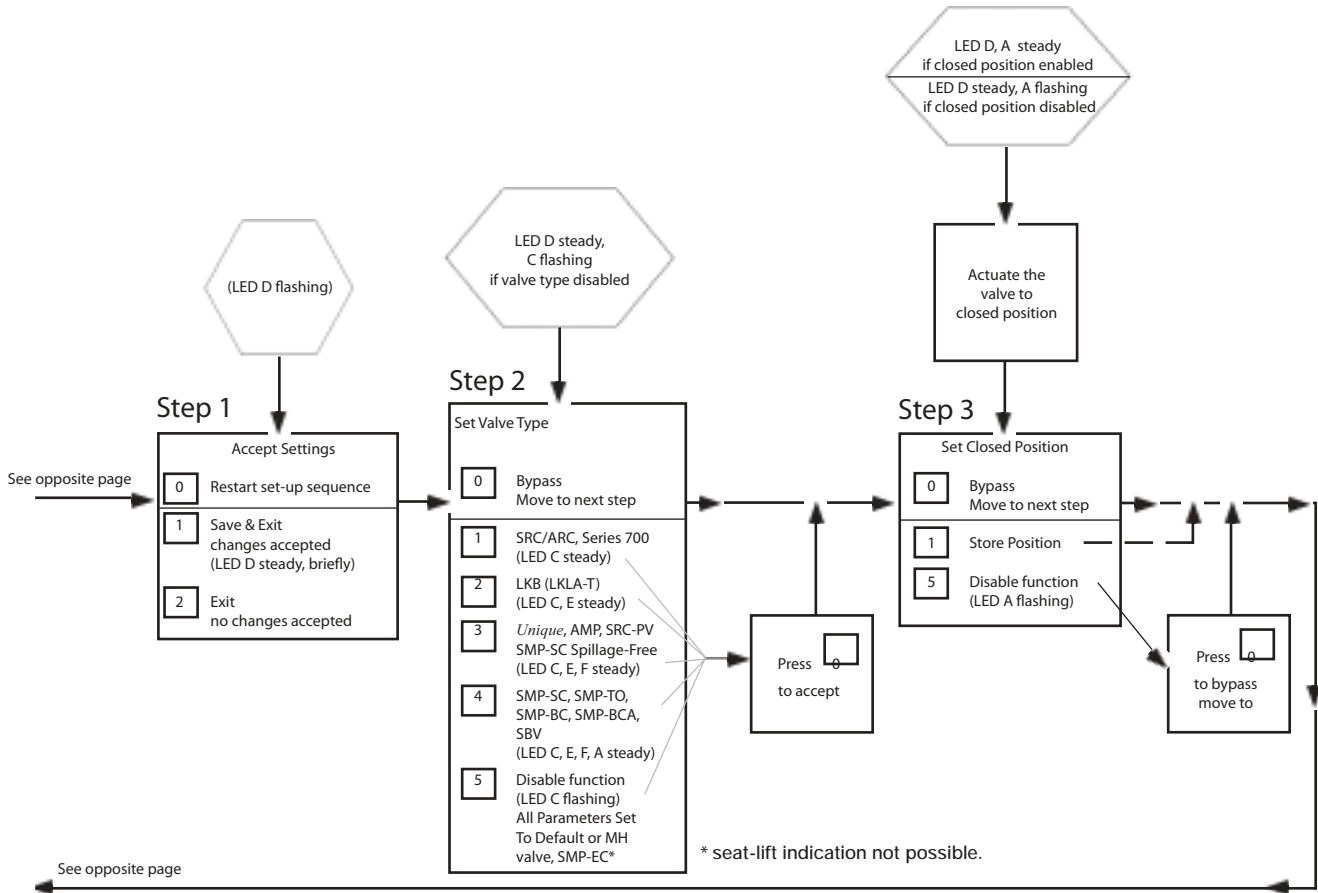 LED D, A steady
if closed position enabled
LED D steady, A flashing
if closed position disabled
LED D steady,
C flashing
if valve type disabled
(LED D flashing)
Actuate the
valve to
closed position
Step 1
Accept Settings
See opposite page
0 Restart set-up sequence
1 Save & Exit
changes accepted
(LED D steady, briefly)
2 Exit
no changes accepted
Step 2
Set Valve Type
0 Bypass
Move to next step
1 SRC/ARC, Series 700
(LED C steady)
2 LKB (LKLA-T)
(LED C, E steady)
3 Unique, AMP, SRC-PV
SMP-SC Spillage-Free
(LED C, E, F steady)
4 SMP-SC, SMP-TO,
SMP-BC, SMP-BCA,
SBV
(LED C, E, F, A steady)
5 Disable function
(LED C flashing)
All Parameters Set
To Default or MH
valve, SMP-EC*
Press 0
to accept
Step 3
Set Closed Position
0 Bypass
Move to next step
1 Store Position
5 Disable function
(LED A flashing)
Press 0
to bypass
move to
* seat-lift indication not possible.
See opposite page